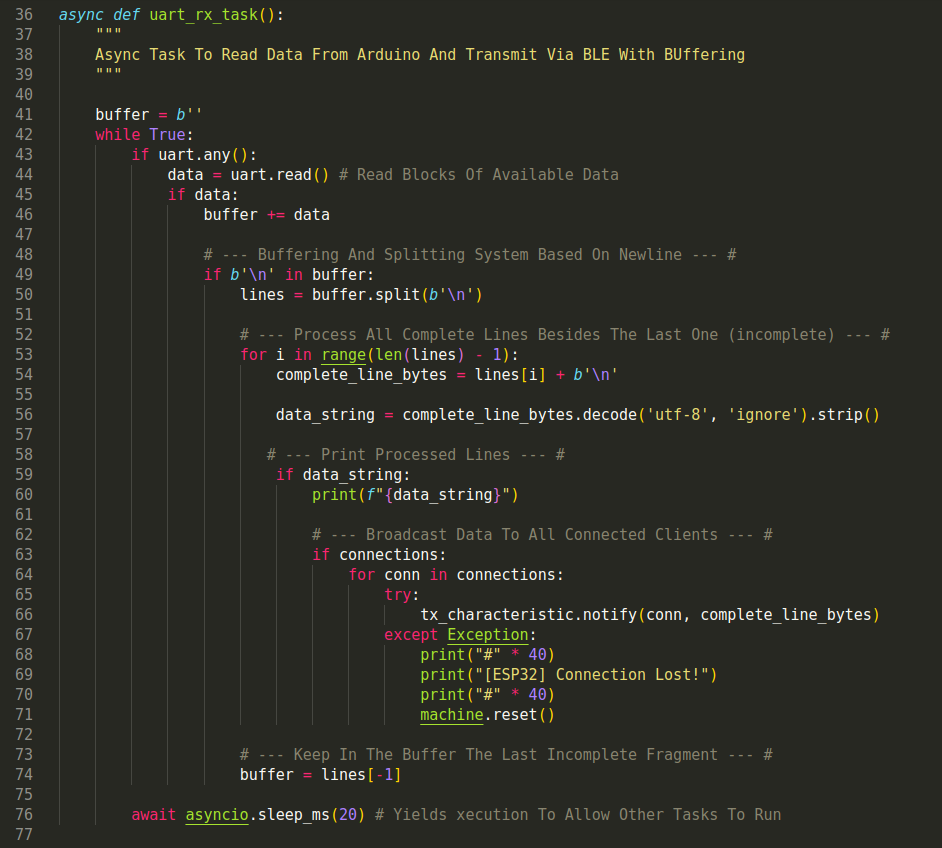 36 async def uart_rx_task():
37     """
38     Async Task To Read Data From Arduino And Transmit Via BLE With BUffering
39     """
40
41     buffer = b''
42     while True:
43         if uart.any():
44             data = uart.read() # Read Blocks Of Available Data
45             if data:
46                 buffer += data
47
48                 # --- Buffering And Splitting System Based On Newline --- #
49                 if b'\n' in buffer:
50                     lines = buffer.split(b'\n')
51
52                     # --- Process All Complete Lines Besides The Last One (incomplete) --- #
53                     for i in range(len(lines) - 1):
54                         complete_line_bytes = lines[i] + b'\n'
55
56                         data_string = complete_line_bytes.decode('utf-8', 'ignore').strip()
57
58                        # --- Print Processed Lines --- #
59                         if data_string:
60                             print(f"{data_string}")
61
62                             # --- Broadcast Data To All Connected Clients --- #
63                             if connections:
64                                 for conn in connections:
65                                     try:
66                                         tx_characteristic.notify(conn, complete_line_bytes)
67                                     except Exception:
68                                         print("#" * 40)
69                                         print("[ESP32] Connection Lost!")
70                                         print("#" * 40)
71                                         machine.reset()
72
73                     # --- Keep In The Buffer The Last Incomplete Fragment --- #
74                     buffer = lines[-1]
75
76         await asyncio.sleep_ms(20) # Yields xecution To Allow Other Tasks To Run
77